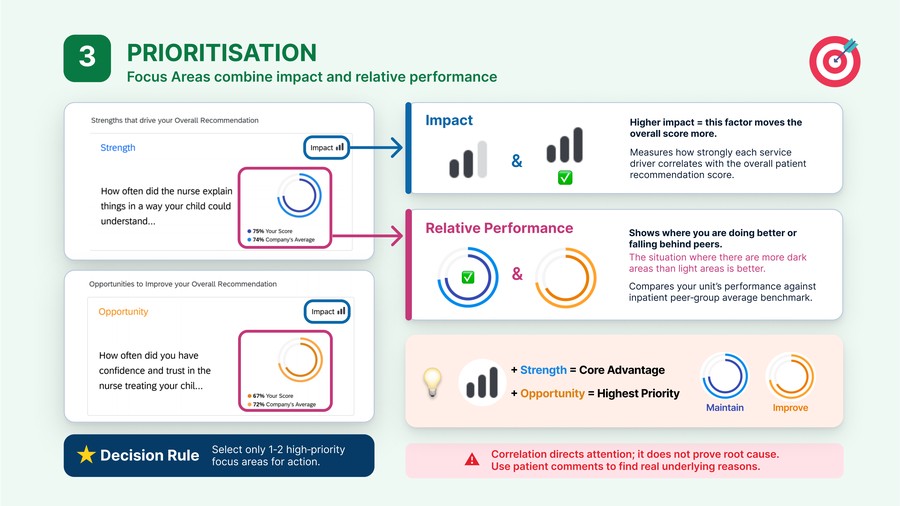 3
PRIORITISATION
Focus Areas combine impact and relative performance
Strengths that drive your Overall Recommendation
Strength
Impact
How often did the nurse explain
things in a way your child could
understand...
75% Your Score
74% Company's Average
Opportunities to Improve your Overall Recommendation
Opportunity
Impact
How often did you have
confidence and trust in the
nurse treating your chil...
67% Your Score
72% Company's Average
Decision Rule
Select only 1-2 high-priority
focus areas for action.
Impact
&
Higher impact = this factor moves the
overall score more.
Measures how strongly each service
driver correlates with the overall patient
recommendation score.
Relative Performance
&
Shows where you are doing better or
falling behind peers.
The situation where there are more dark
areas than light areas is better.
Compares your unit's performance against
inpatient peer-group average benchmark.
+ Strength = Core Advantage
+ Opportunity = Highest Priority
Maintain
Improve
Correlation directs attention; it does not prove root cause.
Use patient comments to find real underlying reasons.